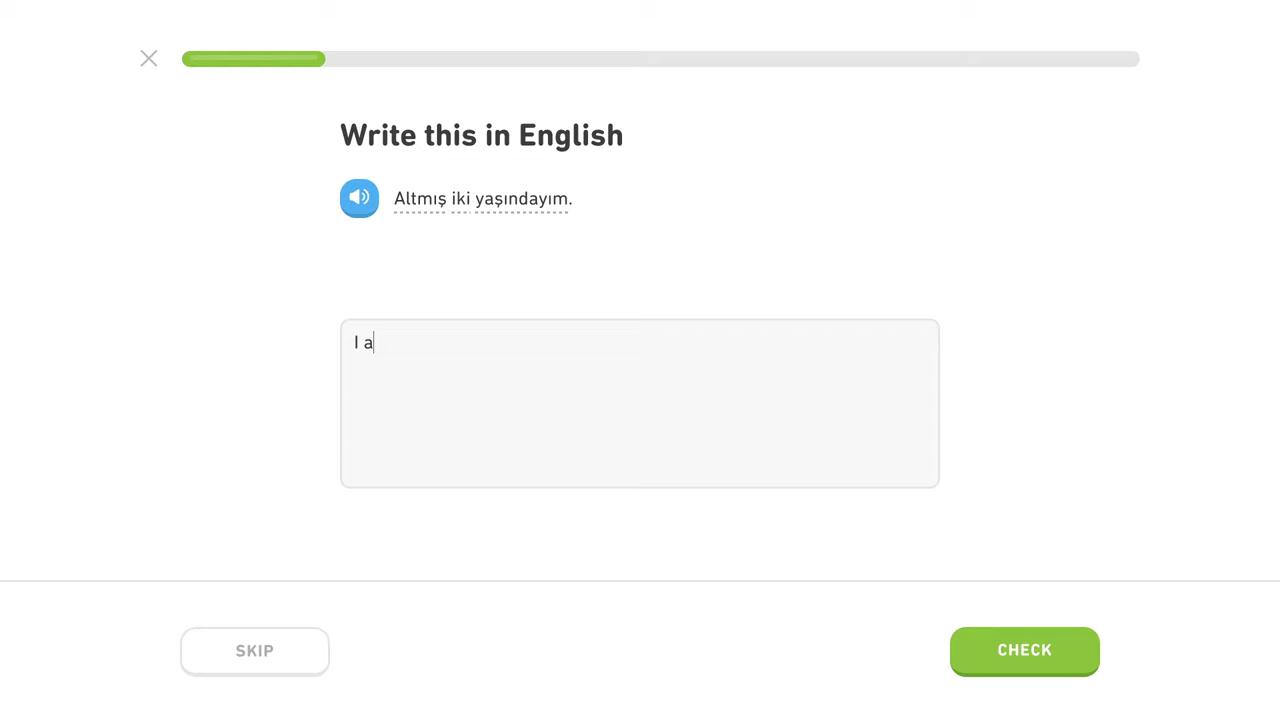 Write this in English
Altmış iki yaşındayım.
I a
SKIP
CHECK